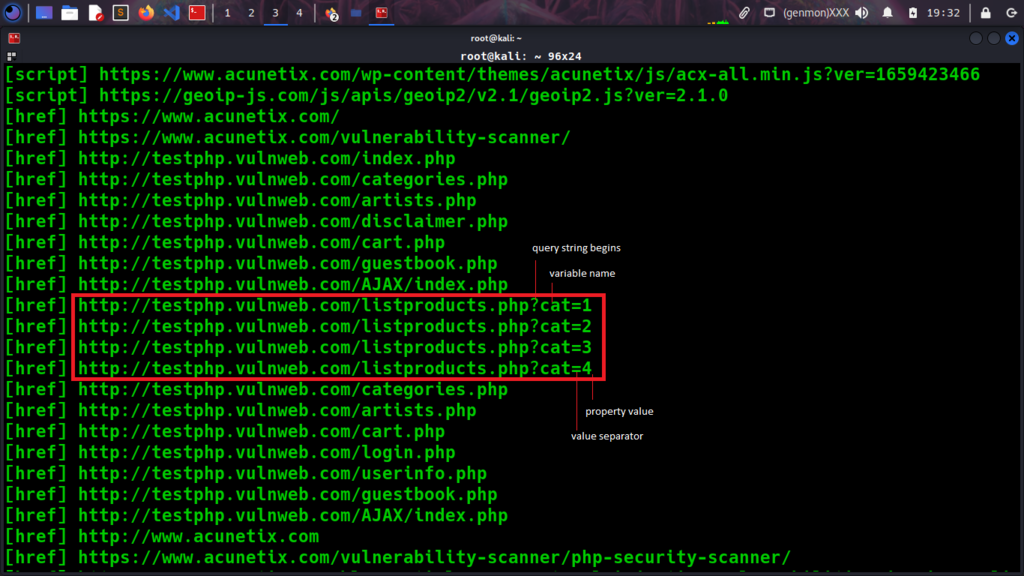 1 2 3 4 2 (genmon)XXX 19:32
root@kali: ~
root@kali: ~ 96x24
[script] https://www.acunetix.com/wp-content/themes/acunetix/js/acx-all.min.js?ver=1659423466
[script] https://geoip-js.com/js/apis/geoip2/v2.1/geoip2.js?ver=2.1.0
[href] https://www.acunetix.com/
[href] https://www.acunetix.com/vulnerability-scanner/
[href] http://testphp.vulnweb.com/index.php
[href] http://testphp.vulnweb.com/categories.php
[href] http://testphp.vulnweb.com/artists.php
[href] http://testphp.vulnweb.com/disclaimer.php
[href] http://testphp.vulnweb.com/cart.php
query string begins
[href] http://testphp.vulnweb.com/guestbook.php
variable name
[href] http://testphp.vulnweb.com/AJAX/index.php
[href] http://testphp.vulnweb.com/listproducts.php?cat=1
[href] http://testphp.vulnweb.com/listproducts.php?cat=2
[href] http://testphp.vulnweb.com/listproducts.php?cat=3
[href] http://testphp.vulnweb.com/listproducts.php?cat=4
[href] http://testphp.vulnweb.com/categories.php
[href] http://testphp.vulnweb.com/artists.php
property value
[href] http://testphp.vulnweb.com/cart.php
value separator
[href] http://testphp.vulnweb.com/login.php
[href] http://testphp.vulnweb.com/userinfo.php
[href] http://testphp.vulnweb.com/guestbook.php
[href] http://testphp.vulnweb.com/AJAX/index.php
[href] http://www.acunetix.com
[href] https://www.acunetix.com/vulnerability-scanner/php-security-scanner/